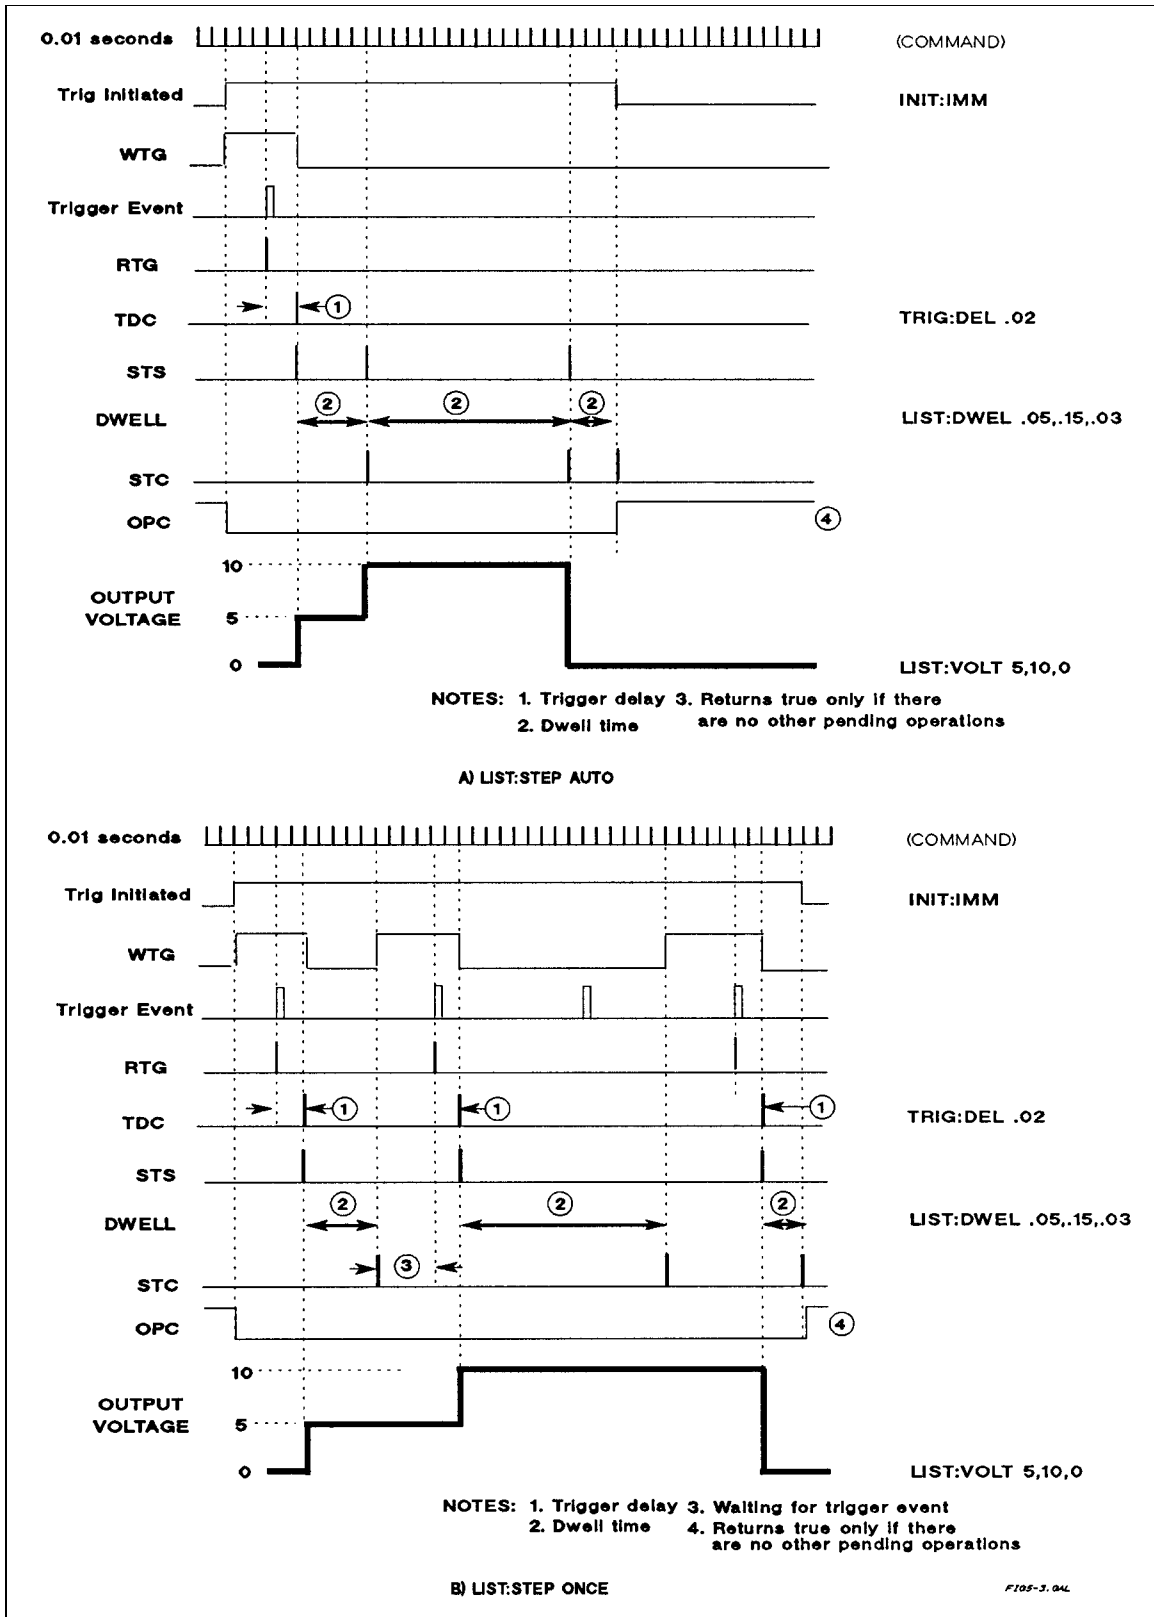 0.01 seconds
(COMMAND)
Trig Initiated
INIT:IMM
WTG
Trigger Event
RTG
TDC
1
TRIG:DEL .02
STS
DWELL
2
2
2
LIST:DWEL .05,.15,.03
STC
OPC
4
10
OUTPUT
VOLTAGE
5
0
LIST:VOLT 5,10,0
NOTES: 1. Trigger delay 3. Returns true only if there
2. Dwell time are no other pending operations
A) LIST:STEP AUTO
0.01 seconds
(COMMAND)
Trig Initiated
INIT:IMM
WTG
Trigger Event
RTG
TDC
1
1
1
TRIG:DEL .02
STS
DWELL
2
2
2
LIST:DWEL .05,.15,.03
STC
3
OPC
4
10
OUTPUT
VOLTAGE
5
0
LIST:VOLT 5,10,0
NOTES: 1. Trigger delay 3. Waiting for trigger event
2. Dwell time 4. Returns true only if there
are no other pending operations
B) LIST:STEP ONCE
FIG5-3.GAL